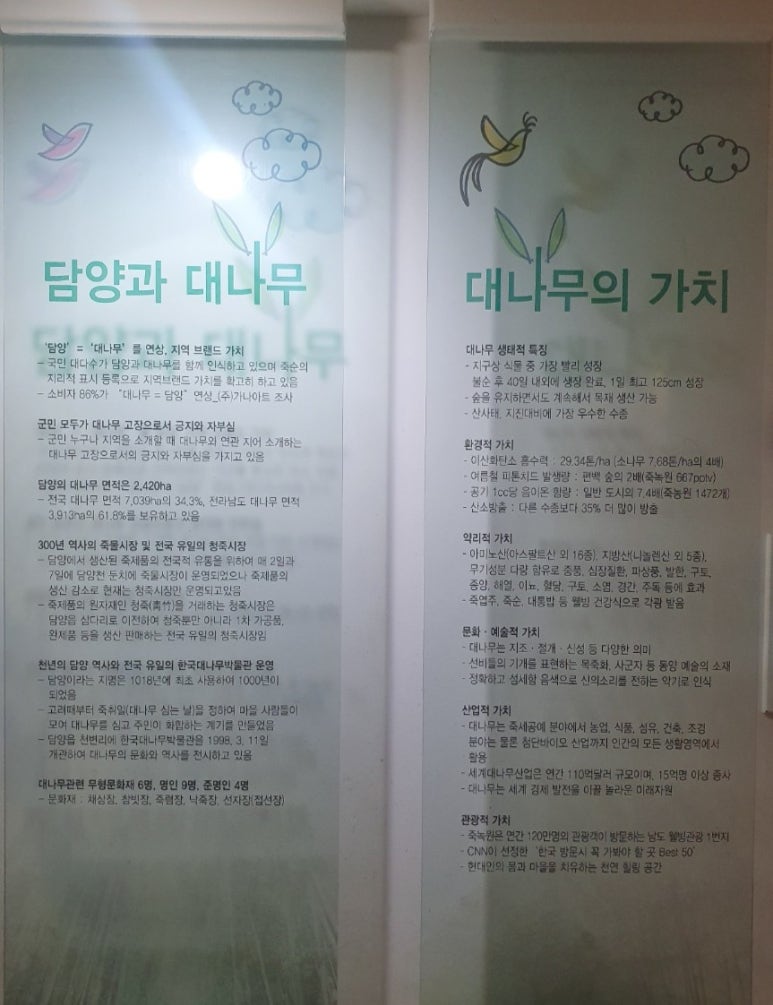 담양과 대나무
‘담양’ = ‘대나무’를 연상, 지역 브랜드 가치
- 국민 대다수가 담양과 대나무를 함께 인식하고 있으며 죽순의
지리적 표시 등록으로 지역브랜드 가치를 확고히 하고 있음
- 소비자 86%가 “대나무 = 담양” 연상_(주)가나아트 조사
군민 모두가 대나무 고장으로서 긍지와 자부심
- 군민 누구나 지역을 소개할 때 대나무와 연관 지어 소개하는
대나무 고장으로서의 긍지와 자부심을 가지고 있음
담양의 대나무 면적은 2,420ha
- 전국 대나무 면적 7,039ha의 34.3%, 전라남도 대나무 면적
3,913ha의 61.8%를 보유하고 있음
300년 역사의 죽물시장 및 전국 유일의 청죽시장
- 담양에서 생산된 죽제품의 전국적 유통을 위하여 매 2일과
7일에 담양천 둔치에 죽물시장이 운영되었으나 죽제품의
생산 감소로 현재는 청죽시장만 운영되고있음
- 죽제품의 원자재인 청죽(靑竹)을 거래하는 청죽시장은
담양읍 삼다리로 이전하여 청죽뿐만 아니라 1차 가공품,
완제품 등을 생산 판매하는 전국 유일의 청죽시장임
천년의 담양 역사와 전국 유일의 한국대나무박물관 운영
- 담양이라는 지명은 1018년에 최초 사용하여 1000년이
되었음
- 고려때부터 죽취일(대나무 심는 날)을 정하여 마을 사람들이
모여 대나무를 심고 주민이 화합하는 계기를 만들었음
- 담양읍 천변리에 한국대나무박물관을 1998. 3. 11일
개관하여 대나무의 문화와 역사를 전시하고 있음
대나무관련 무형문화재 6명, 명인 9명, 준명인 4명
- 문화재 : 채상장, 참빗장, 죽렴장, 낙죽장, 선자장(접선장)
대나무의 가치
대나무 생태적 특징
- 지구상 식물 중 가장 빨리 성장
불순 후 40일 내외에 생장 완료, 1일 최고 125cm 성장
- 숲을 유지하면서도 계속해서 목재 생산 가능
- 산사태, 지진대비에 가장 우수한 수종
환경적 가치
- 이산화탄소 흡수력 : 29.34톤/ha (소나무 7.68톤/ha의 4배)
- 여름철 피톤치드 발생량 : 편백 숲의 2배(죽녹원 667pptv)
- 공기 1cc당 음이온 함량 : 일반 도시의 7.4배(죽녹원 1472개)
- 산소방출 : 다른 수종보다 35% 더 많이 방출
약리적 가치
- 아미노산(아스팔트산 외 16종), 지방산(니놀렌산 외 5종),
무기성분 다량 함유로 중풍, 심장질환, 파상풍, 발한, 구토,
중양, 해열, 이뇨, 혈당, 구토, 소염, 경간, 주독 등에 효과
- 죽엽주, 죽순, 대통밥 등 웰빙 건강식으로 각광 받음
문화·예술적 가치
- 대나무는 지조·절개·신성 등 다양한 의미
- 선비들의 기개를 표현하는 묵죽화, 사군자 등 동양 예술의 소재
- 정확하고 섬세함 음색으로 신의소리를 전하는 악기로 인식
산업적 가치
- 대나무는 죽세공예 분야에서 농업, 식품, 섬유, 건축, 조경
분야는 물론 첨단바이오 산업까지 인간의 모든 생활영역에서
활용
- 세계대나무산업은 연간 110억달러 규모이며, 15억명 이상 종사
- 대나무는 세계 경제 발전을 이끌 놀라운 미래자원
관광적 가치
- 죽녹원은 연간 120만명의 관광객이 방문하는 남도 웰빙관광 1번지
- CNN이 선정한 ‘한국 방문시 꼭 가봐야 할 곳 Best 50’
- 현대인의 몸과 마을을 치유하는 천연 힐링 공간